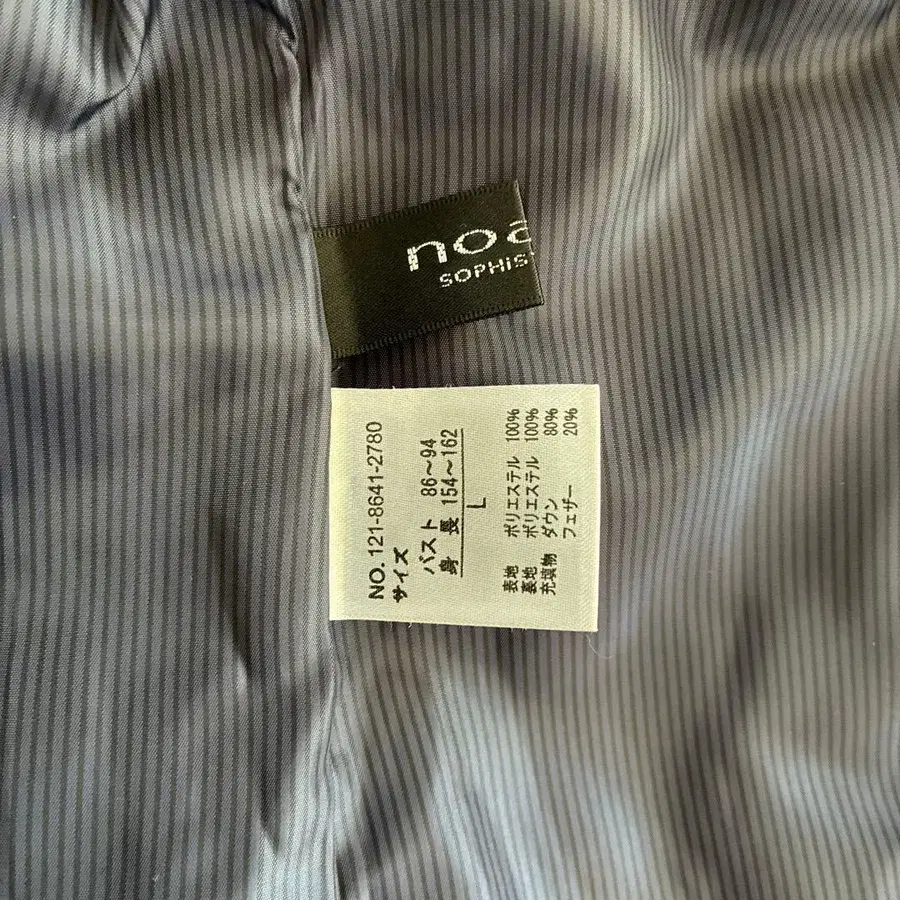 noa
SOPHIS
NO. 121-8641-2780
サイズ
バスト 86～94
身長 154～162
L
表地 ポリエステル 100%
裏地 ポリエステル 100%
充填物 ダウン 80%
フェザー 20%